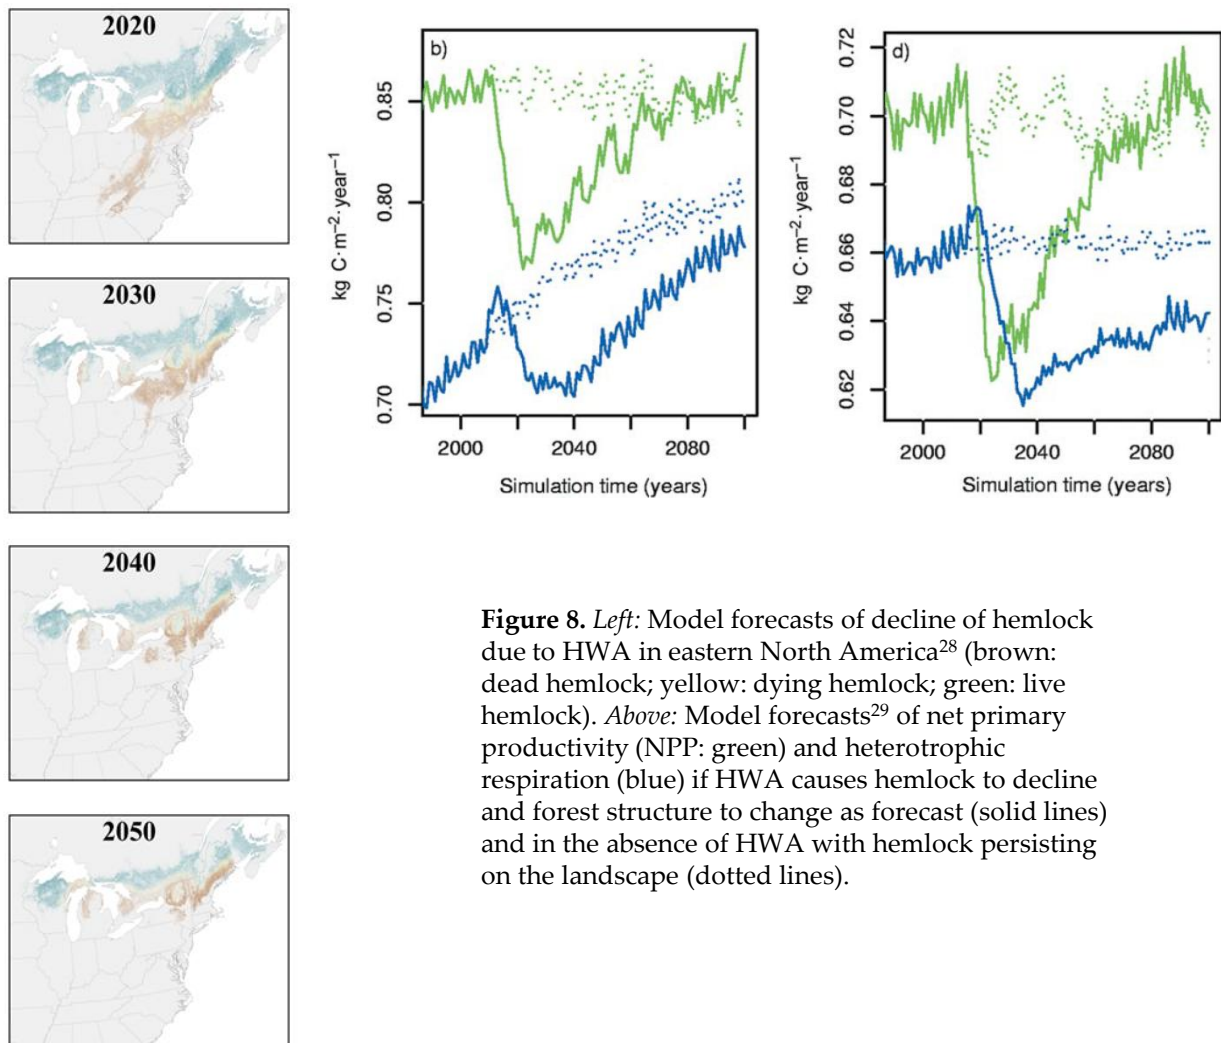 2020
2030
2040
2050
b)
kg C·m⁻²·year⁻¹
0.85
0.80
0.75
0.70
2000 2040 2080
Simulation time (years)
d)
kg C·m⁻²·year⁻¹
0.72
0.70
0.68
0.66
0.64
0.62
2000 2040 2080
Simulation time (years)
Figure 8. Left: Model forecasts of decline of hemlock
due to HWA in eastern North America²⁸ (brown:
dead hemlock; yellow: dying hemlock; green: live
hemlock). Above: Model forecasts²⁹ of net primary
productivity (NPP: green) and heterotrophic
respiration (blue) if HWA causes hemlock to decline
and forest structure to change as forecast (solid lines)
and in the absence of HWA with hemlock persisting
on the landscape (dotted lines).